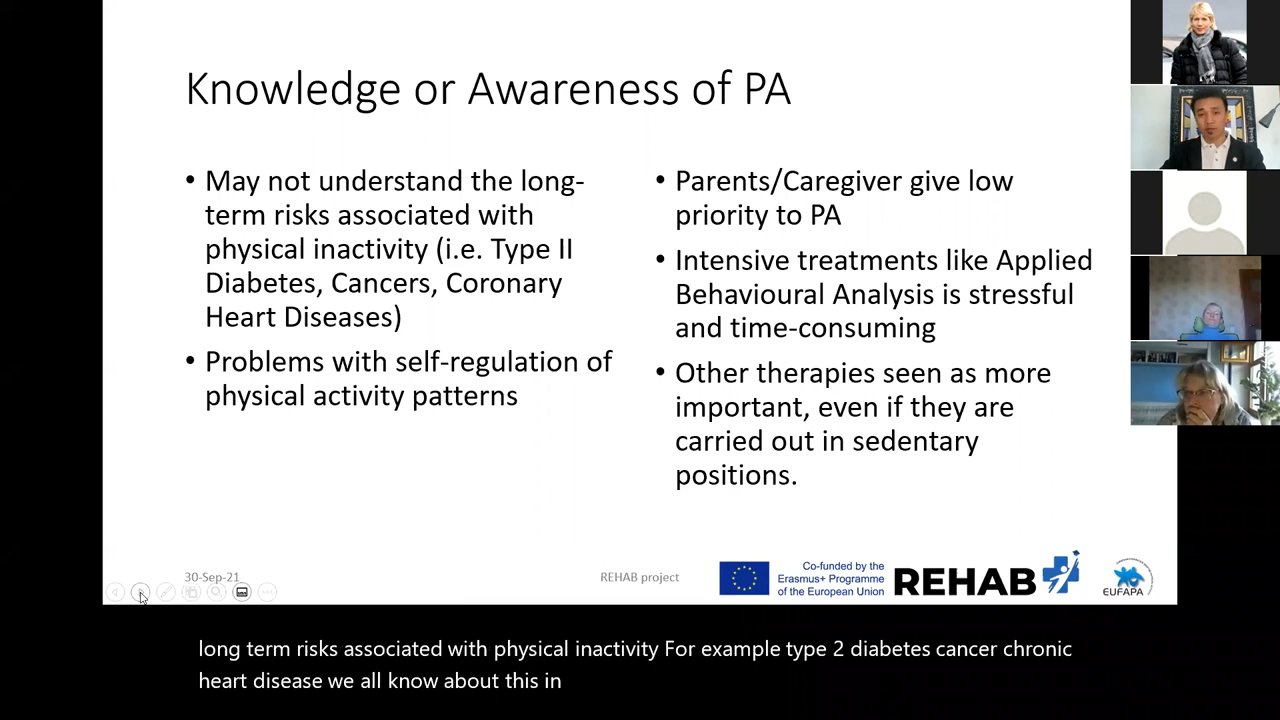 Knowledge or Awareness of PA
• May not understand the long-
term risks associated with
physical inactivity (i.e. Type II
Diabetes, Cancers, Coronary
Heart Diseases)
• Problems with self-regulation of
physical activity patterns
• Parents/Caregiver give low
priority to PA
• Intensive treatments like Applied
Behavioural Analysis is stressful
and time-consuming
• Other therapies seen as more
important, even if they are
carried out in sedentary
positions.
30-Sep-21
REHAB project
Co-funded by the
Erasmus+ Programme
of the European Union
REHAB
EUFAPA
long term risks associated with physical inactivity For example type 2 diabetes cancer chronic
heart disease we all know about this in